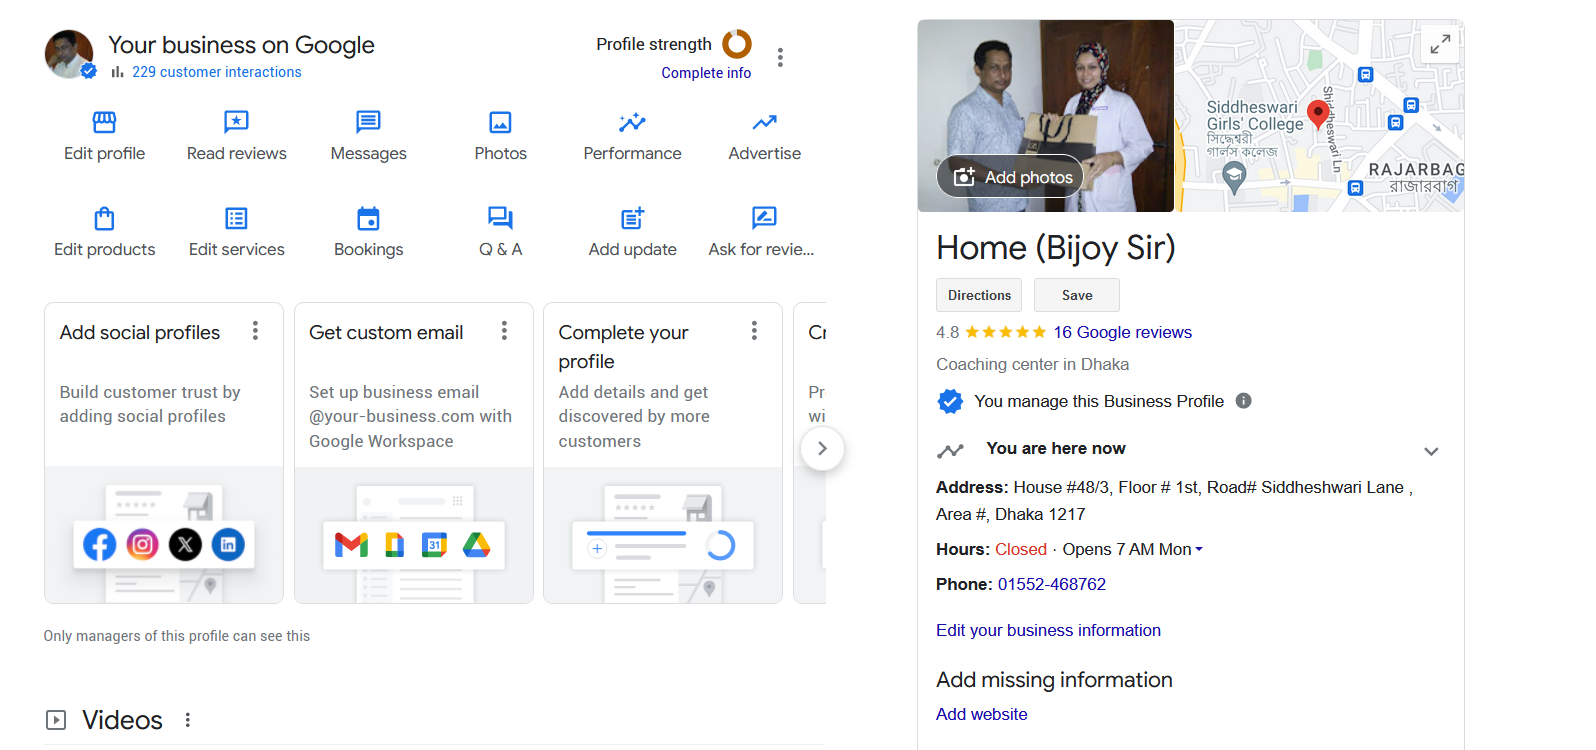 Your business on Google
229 customer interactions
Profile strength
Complete info
Edit profile
Read reviews
Messages
Photos
Performance
Advertise
Edit products
Edit services
Bookings
Q & A
Add update
Ask for revie...
Add social profiles
Build customer trust by
adding social profiles
Get custom email
Set up business email
@your-business.com with
Google Workspace
31
Complete your
profile
Add details and get
discovered by more
customers
Cr
Pr
wi
Only managers of this profile can see this
Videos
Add photos
Siddheswari
Girls' College
সিদ্ধেশ্বরী
গার্লস কলেজ
Shiddheswari Ln
RAJARBAG
রাজারবাগ
Home (Bijoy Sir)
Directions
Save
4.8
16 Google reviews
Coaching center in Dhaka
You manage this Business Profile
You are here now
Address: House #48/3, Floor # 1st, Road# Siddheshwari Lane ,
Area #, Dhaka 1217
Hours: Closed · Opens 7 AM Mon
Phone: 01552-468762
Edit your business information
Add missing information
Add website